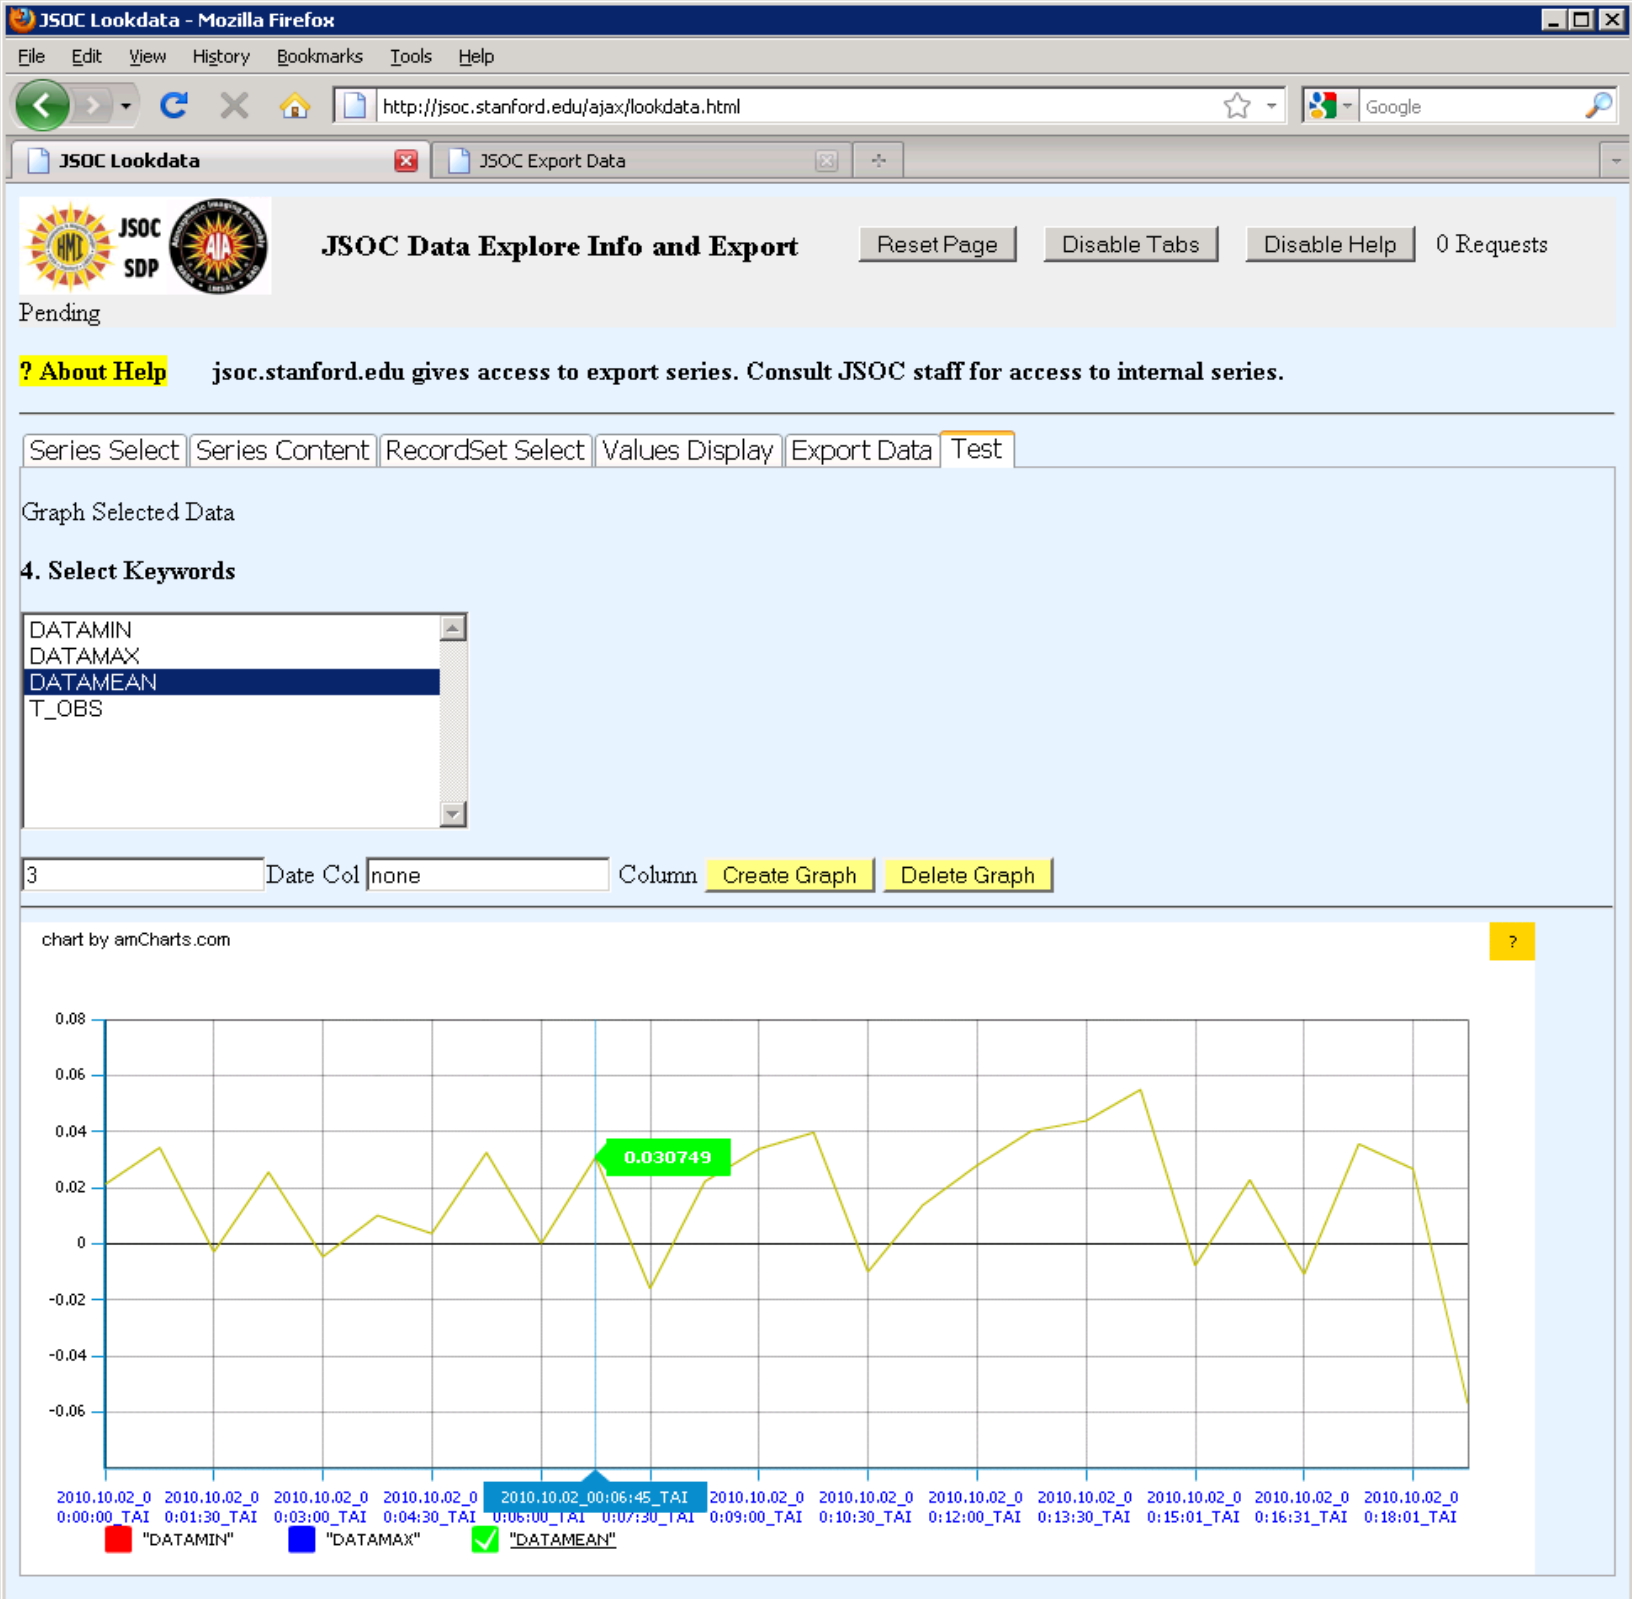 JSOC Lookdata - Mozilla Firefox
File Edit View History Bookmarks Tools Help
http://jsoc.stanford.edu/ajax/lookdata.html
Google
JSOC Lookdata
JSOC Export Data
HMI
JSOC
SDP
AIA
JSOC Data Explore Info and Export
Reset Page
Disable Tabs
Disable Help
0 Requests
Pending
? About Help jsoc.stanford.edu gives access to export series. Consult JSOC staff for access to internal series.
Series Select Series Content RecordSet Select Values Display Export Data Test
Graph Selected Data
4. Select Keywords
DATAMIN
DATAMAX
DATAMEAN
T_OBS
3 Date Col none Column Create Graph Delete Graph
chart by amCharts.com
?
0.08
0.06
0.04
0.030749
0.02
0
-0.02
-0.04
-0.06
2010.10.02_0 2010.10.02_0 2010.10.02_0 2010.10.02_0 2010.10.02_00:06:45_TAI 2010.10.02_0 2010.10.02_0 2010.10.02_0 2010.10.02_0 2010.10.02_0 2010.10.02_0 2010.10.02_0
0:00:00_TAI 0:01:30_TAI 0:03:00_TAI 0:04:30_TAI 0:06:00_TAI 0:07:30_TAI 0:09:00_TAI 0:10:30_TAI 0:12:00_TAI 0:13:30_TAI 0:15:01_TAI 0:16:31_TAI 0:18:01_TAI
"DATAMIN" "DATAMAX" "DATAMEAN"